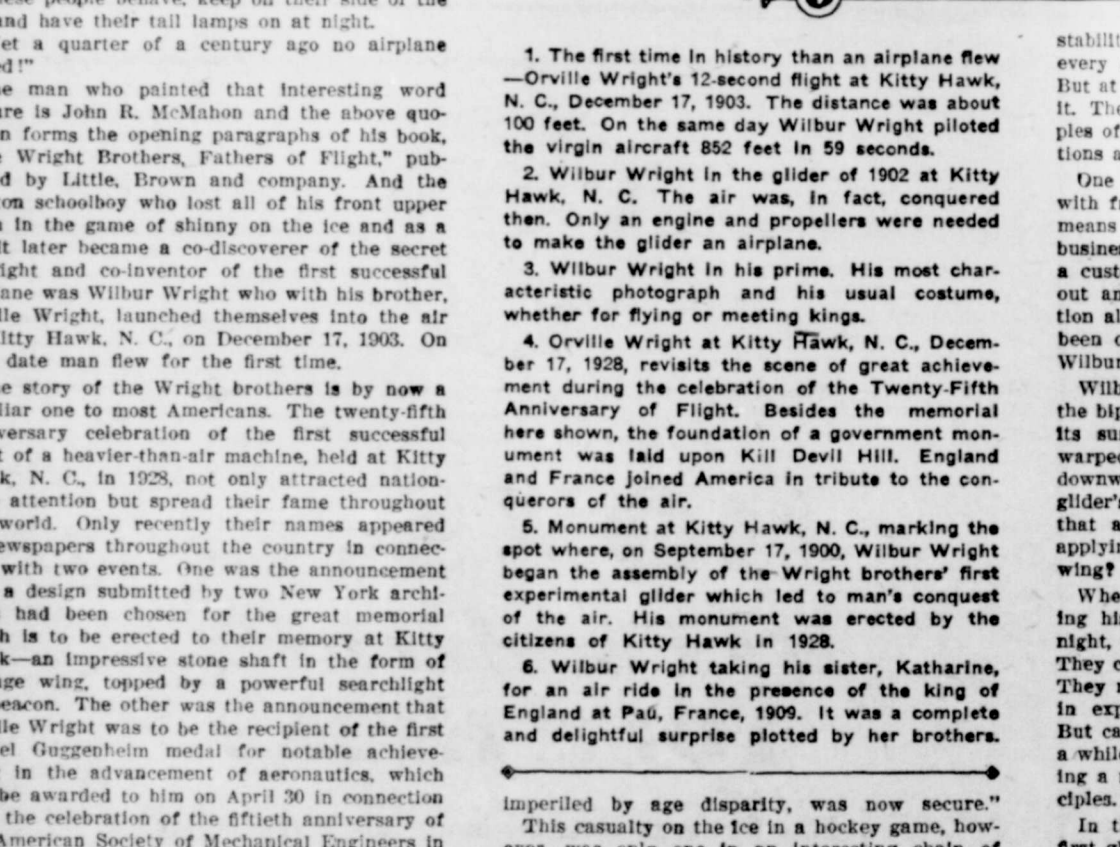 and have their tail lamps on at night.
et a quarter of a century ago no airplane
d!"
e man who painted that interesting word
ure is John R. McMahon and the above quo-
n forms the opening paragraphs of his book,
e Wright Brothers, Fathers of Flight," pub-
d by Little, Brown and company. And the
on schoolboy who lost all of his front upper
in the game of shinny on the ice and as a
lt later became a co-discoverer of the secret
ight and co-inventor of the first successful
ane was Wilbur Wright who with his brother,
lle Wright, launched themselves into the air
itty Hawk, N. C., on December 17, 1903. On
date man flew for the first time.
e story of the Wright brothers is by now a
liar one to most Americans. The twenty-fifth
versary celebration of the first successful
t of a heavier-than-air machine, held at Kitty
k, N. C., in 1928, not only attracted nation-
attention but spread their fame throughout
world. Only recently their names appeared
ewspapers throughout the country in connec-
with two events. One was the announcement
a design submitted by two New York archi-
had been chosen for the great memorial
h is to be erected to their memory at Kitty
k—an impressive stone shaft in the form of
uge wing, topped by a powerful searchlight
eacon. The other was the announcement that
lle Wright was to be the recipient of the first
el Guggenheim medal for notable achieve-
in the advancement of aeronautics, which
be awarded to him on April 30 in connection
the celebration of the fiftieth anniversary of
American Society of Mechanical Engineers in
1. The first time in history than an airplane flew
—Orville Wright's 12-second flight at Kitty Hawk,
N. C., December 17, 1903. The distance was about
100 feet. On the same day Wilbur Wright piloted
the virgin aircraft 852 feet in 59 seconds.
2. Wilbur Wright in the glider of 1902 at Kitty
Hawk, N. C. The air was, in fact, conquered
then. Only an engine and propellers were needed
to make the glider an airplane.
3. Wilbur Wright in his prime. His most char-
acteristic photograph and his usual costume,
whether for flying or meeting kings.
4. Orville Wright at Kitty Hawk, N. C., Decem-
ber 17, 1928, revisits the scene of great achieve-
ment during the celebration of the Twenty-Fifth
Anniversary of Flight. Besides the memorial
here shown, the foundation of a government mon-
ument was laid upon Kill Devil Hill. England
and France joined America in tribute to the con-
querors of the air.
5. Monument at Kitty Hawk, N. C., marking the
spot where, on September 17, 1900, Wilbur Wright
began the assembly of the Wright brothers' first
experimental glider which led to man's conquest
of the air. His monument was erected by the
citizens of Kitty Hawk in 1928.
6. Wilbur Wright taking his sister, Katharine,
for an air ride in the presence of the king of
England at Pau, France, 1909. It was a complete
and delightful surprise plotted by her brothers.
imperiled by age disparity, was now secure."
This casualty on the ice in a hockey game, how-
stabilit
every
But at
it. The
ples of
tions a
One
with f
means
busine
a cust
out an
tion al
been o
Wilbu
Wilb
the bip
its su
warpe
downw
glider's
that a
applyi
wing?
Whe
ing hi
night,
They c
They r
in exp
But ca
a while
ing a
ciples.
In t